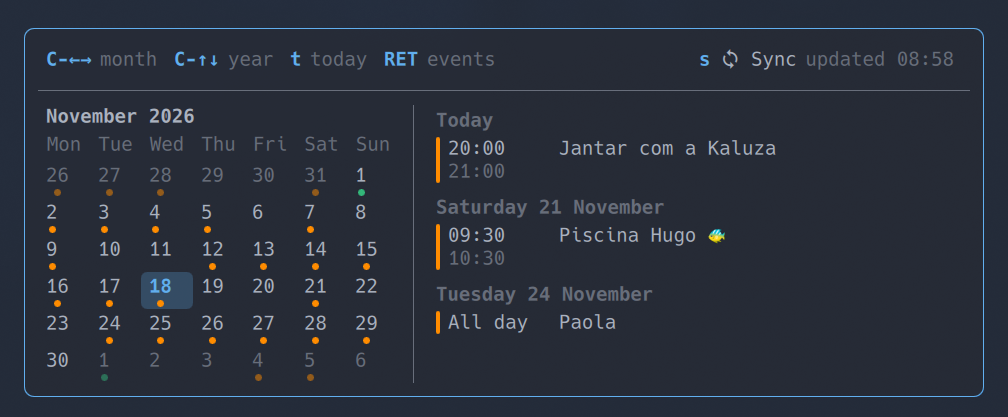 C-←→ month C-↑↓ year t today RET events
s Sync updated 08:58
November 2026
Mon Tue Wed Thu Fri Sat Sun
26 27 28 29 30 31 1
2 3 4 5 6 7 8
9 10 11 12 13 14 15
16 17 18 19 20 21 22
23 24 25 26 27 28 29
30 1 2 3 4 5 6
Today
20:00 Jantar com a Kaluza
21:00
Saturday 21 November
09:30 Piscina Hugo 🐠
10:30
Tuesday 24 November
All day Paola